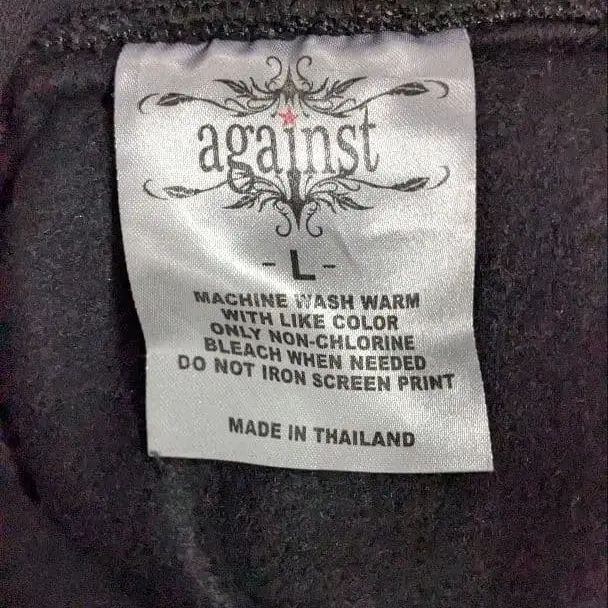 against
- L -
MACHINE WASH WARM
WITH LIKE COLOR
ONLY NON-CHLORINE
BLEACH WHEN NEEDED
DO NOT IRON SCREEN PRINT
MADE IN THAILAND